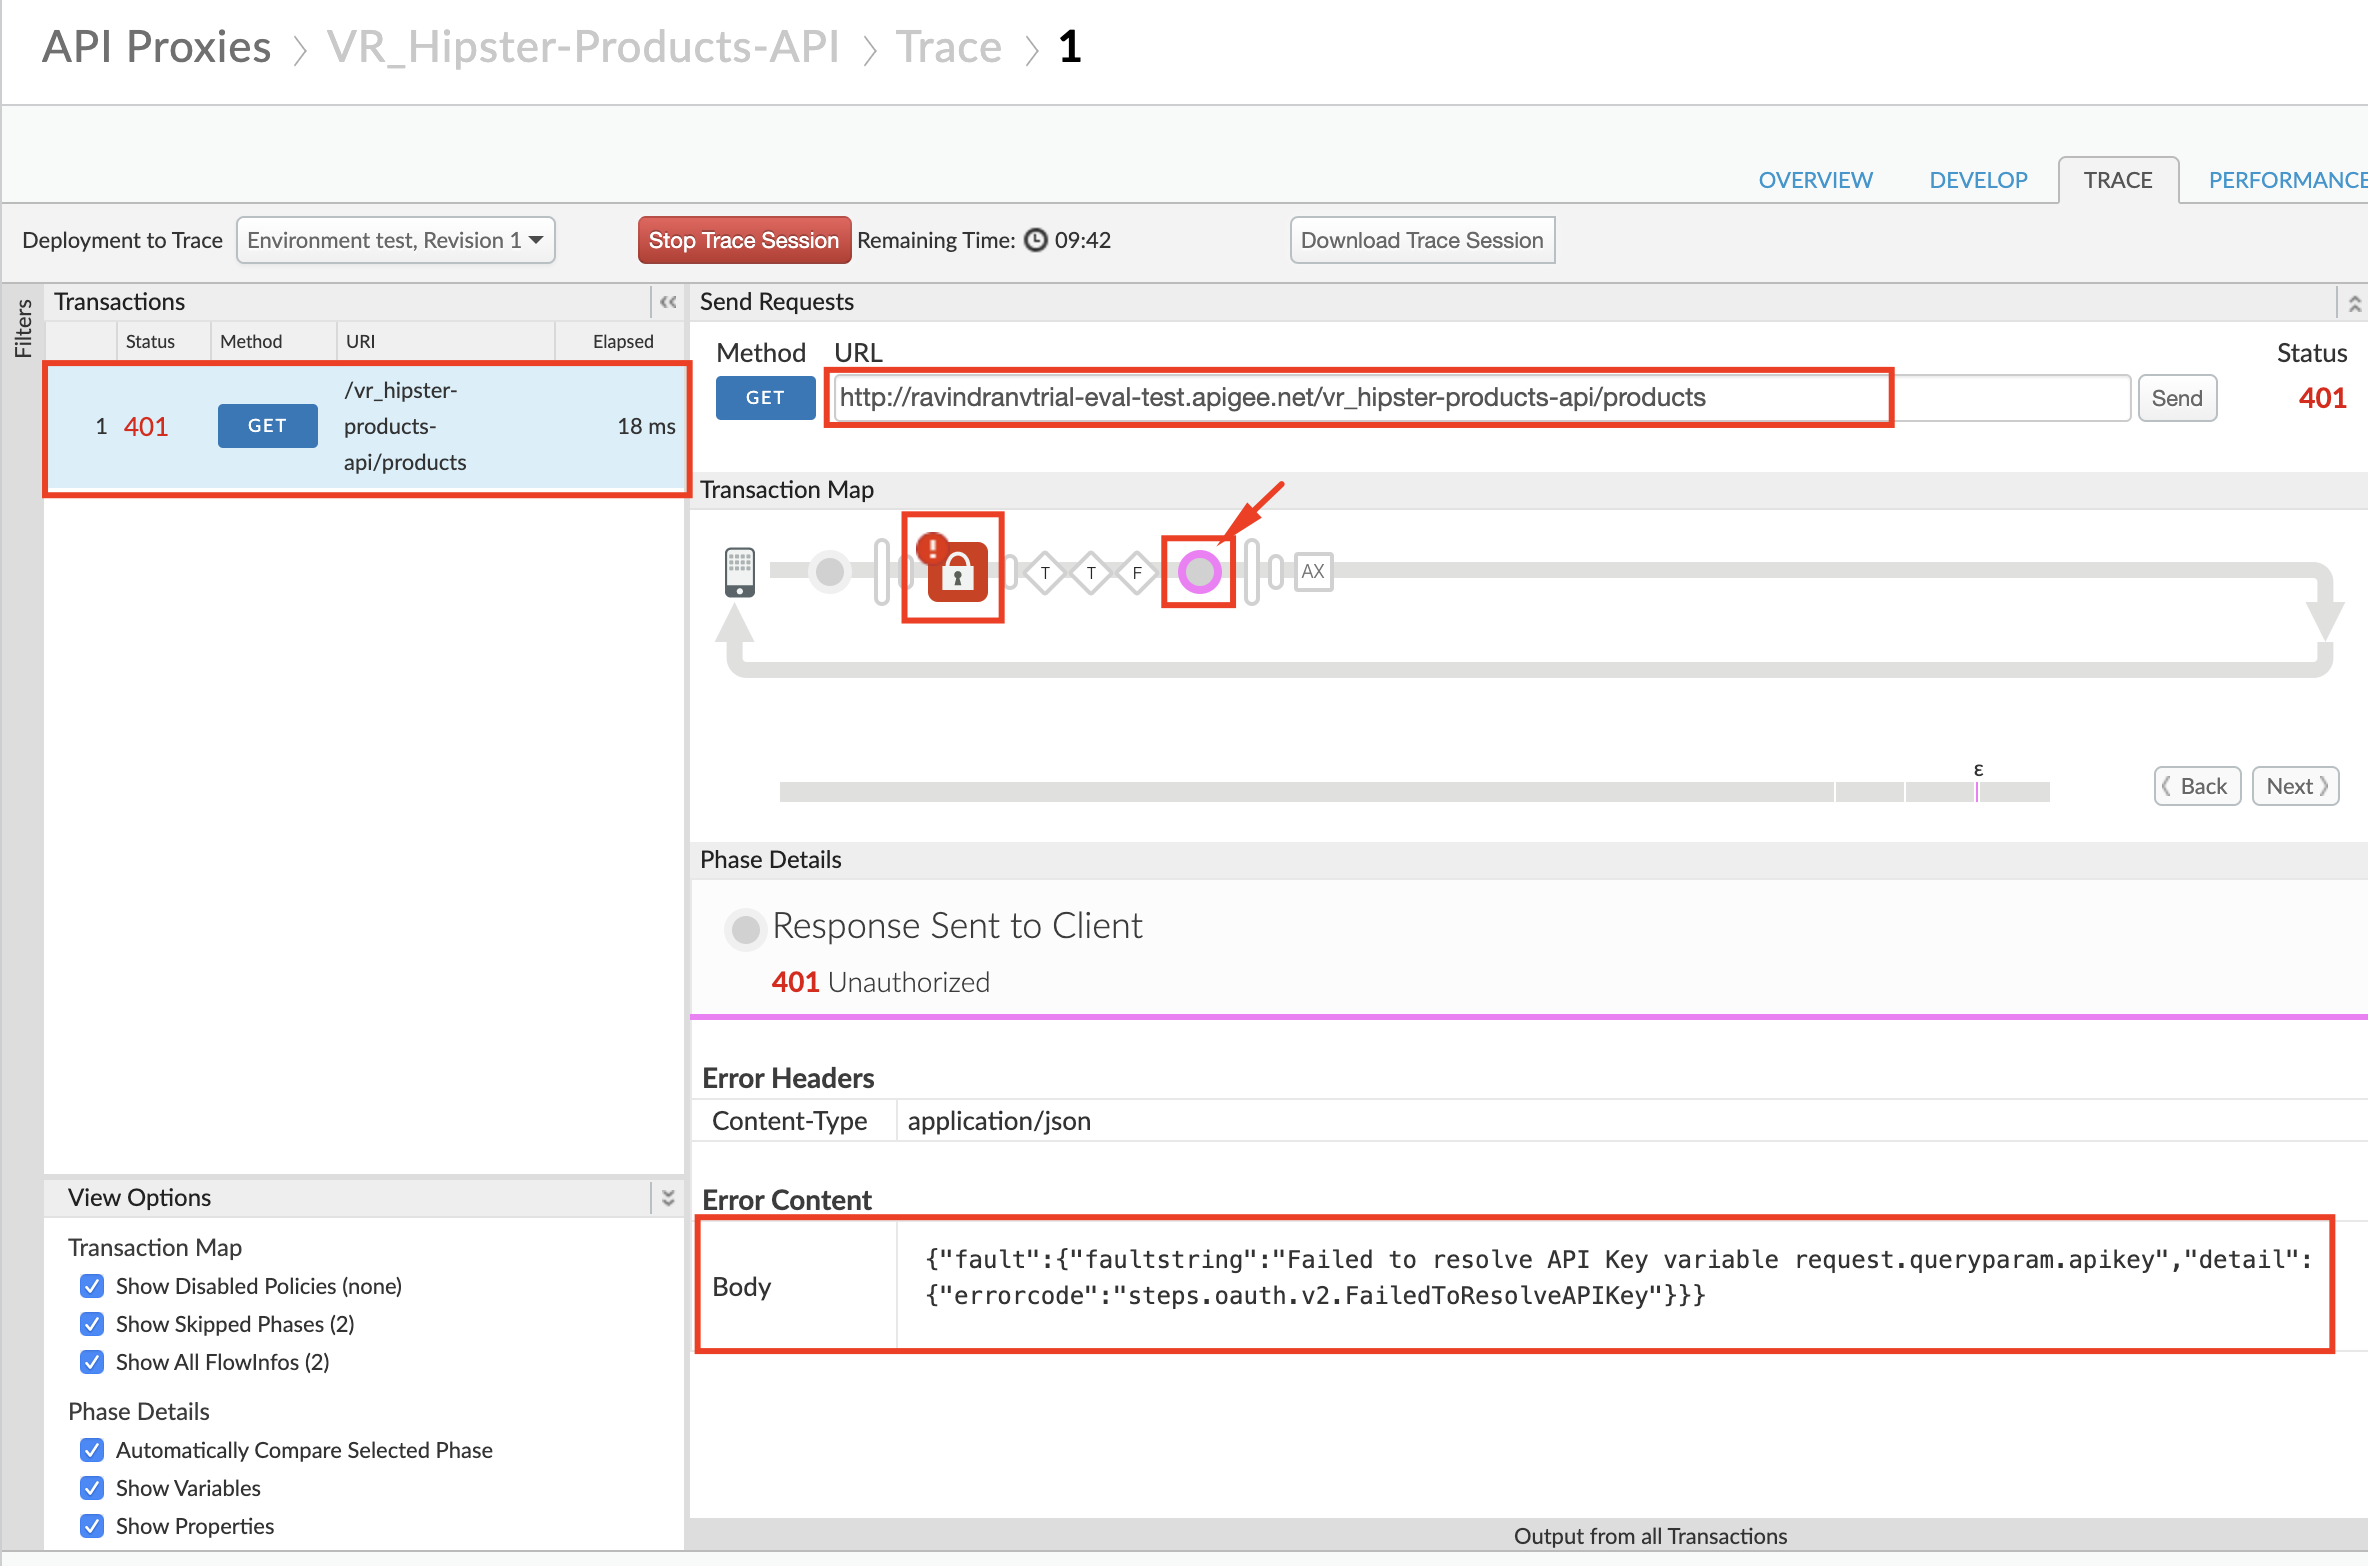 API Proxies > VR_Hipster-Products-API > Trace > 1
OVERVIEW DEVELOP TRACE PERFORMANCE
Deployment to Trace Environment test, Revision 1 Stop Trace Session Remaining Time: 09:42 Download Trace Session
Filters
Transactions «
Status Method URI Elapsed
1 401 GET /vr_hipster-
products-
api/products
18 ms
Send Requests
Method URL Status
GET http://ravindranvtrial-eval-test.apigee.net/vr_hipster-products-api/products Send 401
Transaction Map
! T T F AX
ε
Back Next
Phase Details
Response Sent to Client
401 Unauthorized
Error Headers
Content-Type application/json
Error Content
Body {"fault":{"faultstring":"Failed to resolve API Key variable request.queryparam.apikey","detail":
{"errorcode":"steps.oauth.v2.FailedToResolveAPIKey"}}}
View Options
Transaction Map
Show Disabled Policies (none)
Show Skipped Phases (2)
Show All FlowInfos (2)
Phase Details
Automatically Compare Selected Phase
Show Variables
Show Properties
Output from all Transactions